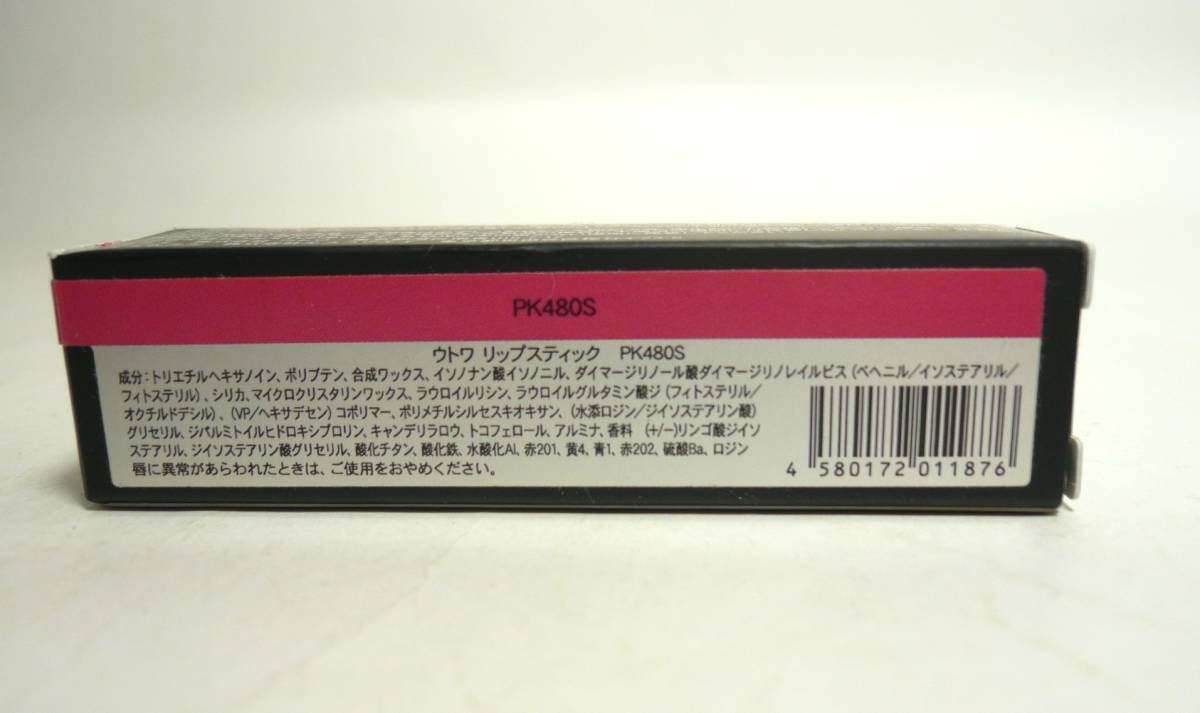 PK480S
ウトワ リップスティック PK480S
成分：トリエチルヘキサノイン、ポリブテン、合成ワックス、イソノナン酸イソノニル、ダイマージリノール酸ダイマージリノレイルビス（ベヘニル/イソステアリル/
フィトステリル）、シリカ、マイクロクリスタリンワックス、ラウロイルリシン、ラウロイルグルタミン酸ジ（フィトステリル/
オクチルドデシル）、（VP/ヘキサデセン）コポリマー、ポリメチルシルセスキオキサン、（水添ロジン/ジイソステアリン酸）
グリセリル、ジパルミトイルヒドロキシプロリン、キャンデリラロウ、トコフェロール、アルミナ、香料 （+/−）リンゴ酸ジイソ
ステアリル、ジイソステアリン酸グリセリル、酸化チタン、酸化鉄、水酸化Al、赤201、黄4、青1、赤202、硫酸Ba、ロジン
唇に異常があらわれたときは、ご使用をおやめください。
4 580172 011876